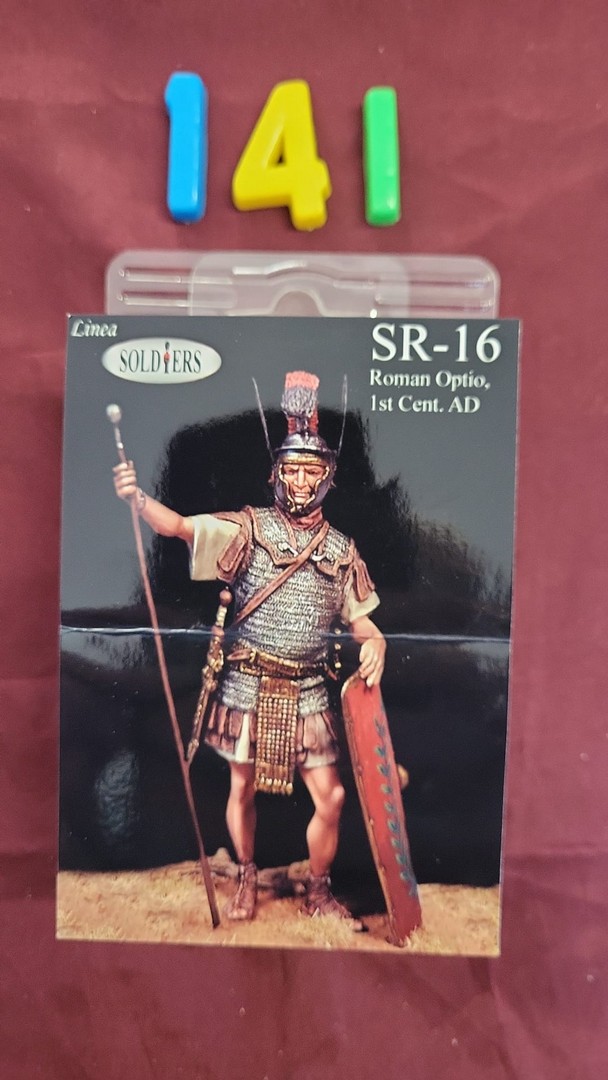 141
Linea
SOLDIERS
SR-16
Roman Optio,
1st Cent. AD